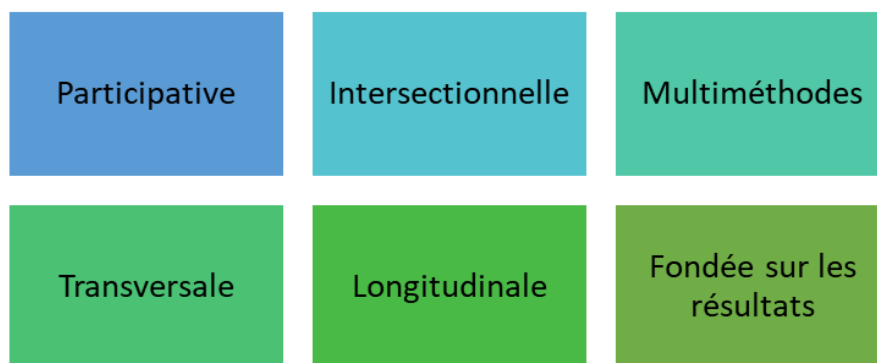 Participative
Intersectionnelle
Multiméthodes
Transversale
Longitudinale
Fondée sur les
résultats